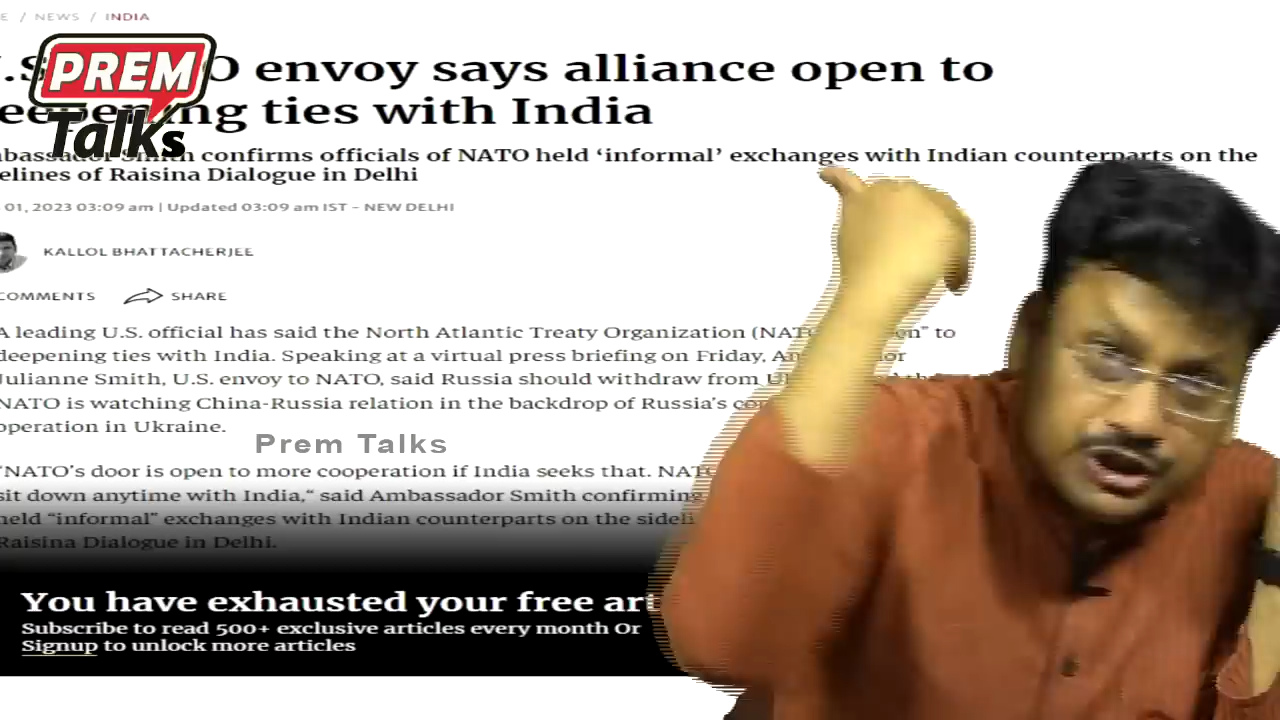 E / NEWS / INDIA
PREM
Talks
O envoy says alliance open to
ties with India
confirms officials of NATO held ‘informal’ exchanges with Indian counterparts on the
elines of Raisina Dialogue in Delhi
01, 2023 03:09 am | Updated 03:09 am IST - NEW DELHI
KALLOL BHATTACHERJEE
COMMENTS SHARE
A leading U.S. official has said the North Atlantic Treaty Organization on” to
deepening ties with India. Speaking at a virtual press briefing on Friday,
Julianne Smith, U.S. envoy to NATO, said Russia should withdraw from
NATO is watching China-Russia relation in the backdrop of Russia’s
operation in Ukraine.
Prem Talks
“NATO’s door is open to more cooperation if India seeks that.
sit down anytime with India,“ said Ambassador Smith confirming
held “informal” exchanges with Indian counterparts on the
Raisina Dialogue in Delhi.
You have exhausted your free
Subscribe to read 500+ exclusive articles every month Or
Signup to unlock more articles